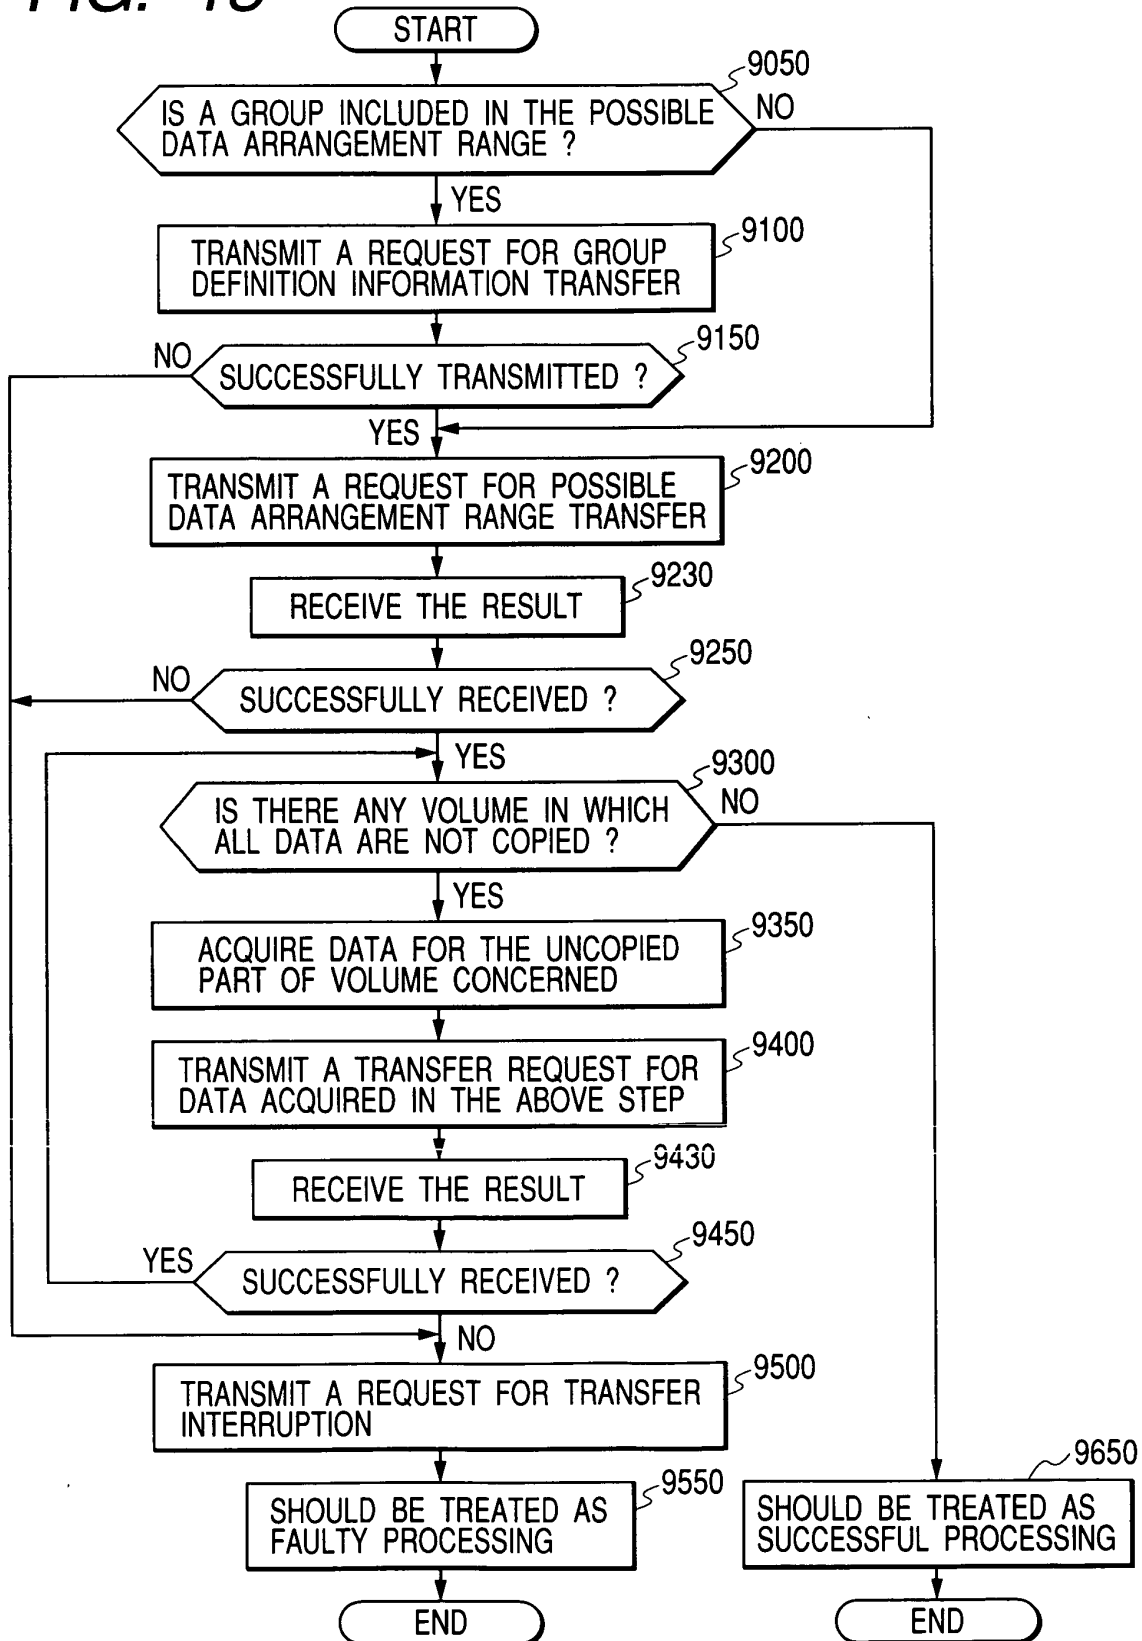 START
9050
IS A GROUP INCLUDED IN THE POSSIBLE
DATA ARRANGEMENT RANGE ?
NO
YES
9100
TRANSMIT A REQUEST FOR GROUP
DEFINITION INFORMATION TRANSFER
9150
NO
SUCCESSFULLY TRANSMITTED ?
YES
9200
TRANSMIT A REQUEST FOR POSSIBLE
DATA ARRANGEMENT RANGE TRANSFER
9230
RECEIVE THE RESULT
9250
NO
SUCCESSFULLY RECEIVED ?
YES
9300
IS THERE ANY VOLUME IN WHICH
ALL DATA ARE NOT COPIED ?
NO
YES
9350
ACQUIRE DATA FOR THE UNCOPIED
PART OF VOLUME CONCERNED
9400
TRANSMIT A TRANSFER REQUEST FOR
DATA ACQUIRED IN THE ABOVE STEP
9430
RECEIVE THE RESULT
9450
YES
SUCCESSFULLY RECEIVED ?
NO
9500
TRANSMIT A REQUEST FOR TRANSFER
INTERRUPTION
9550
SHOULD BE TREATED AS
FAULTY PROCESSING
9650
SHOULD BE TREATED AS
SUCCESSFUL PROCESSING
END
END